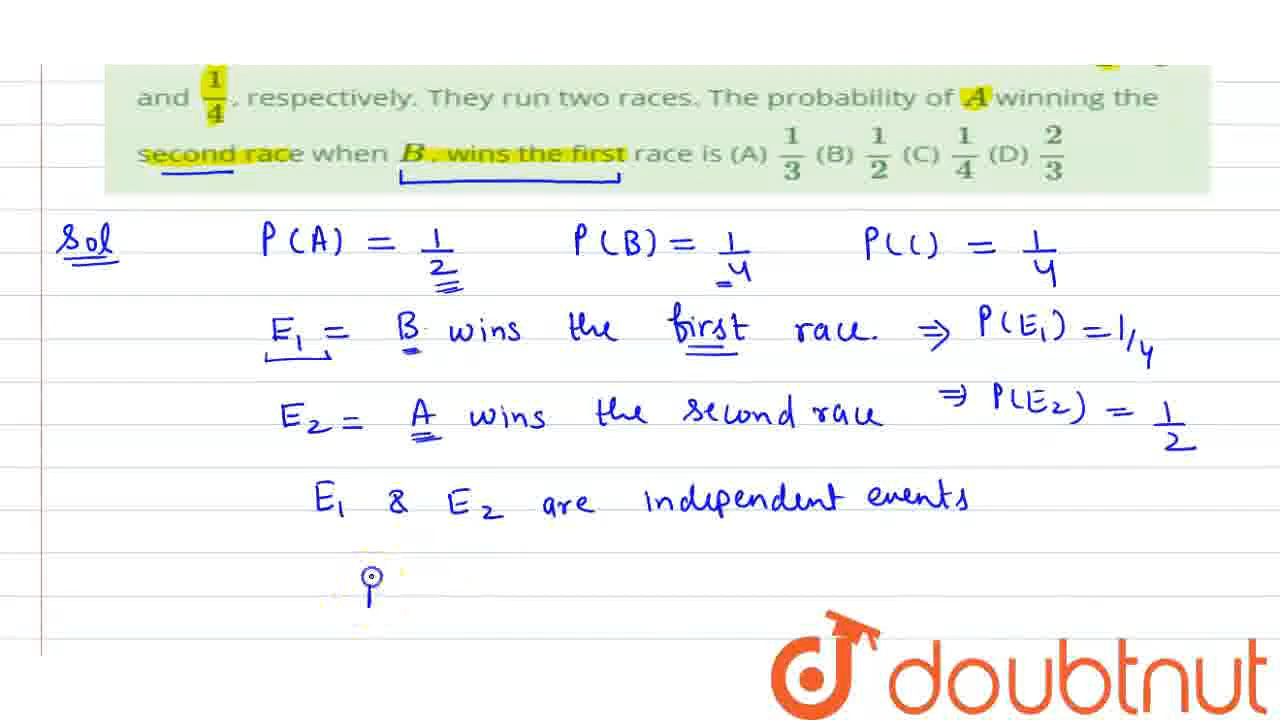 and 1/4, respectively. They run two races. The probability of A winning the
second race when B, wins the first race is (A) 1/3 (B) 1/2 (C) 1/4 (D) 2/3
Sol P(A) = 1/2 P(B) = 1/4 P(C) = 1/4
E1 = B wins the first race. ⇒ P(E1) = 1/4
E2 = A wins the second race ⇒ P(E2) = 1/2
E1 & E2 are independent events
P
doubtnut